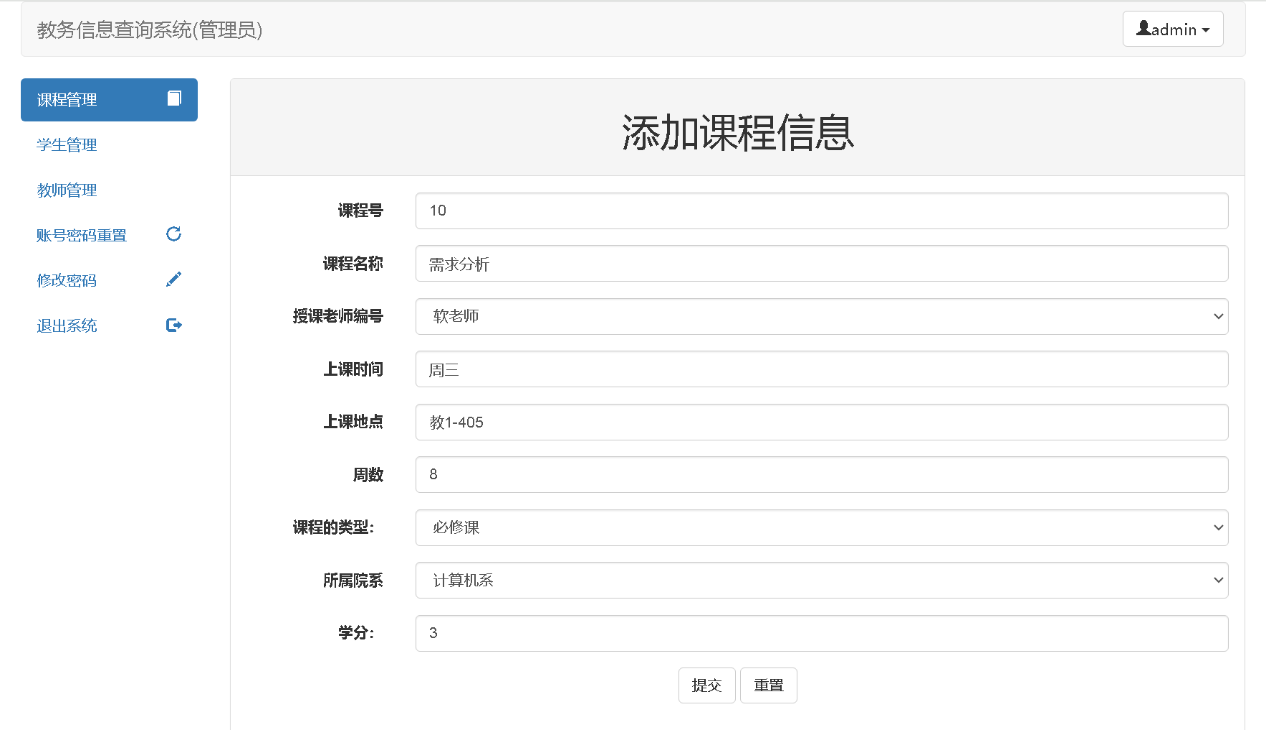 教务信息查询系统(管理员)
admin
课程管理
学生管理
教师管理
账号密码重置
修改密码
退出系统
添加课程信息
课程号 10
课程名称 需求分析
授课老师编号 软老师
上课时间 周三
上课地点 教1-405
周数 8
课程的类型: 必修课
所属院系 计算机系
学分: 3
提交 重置